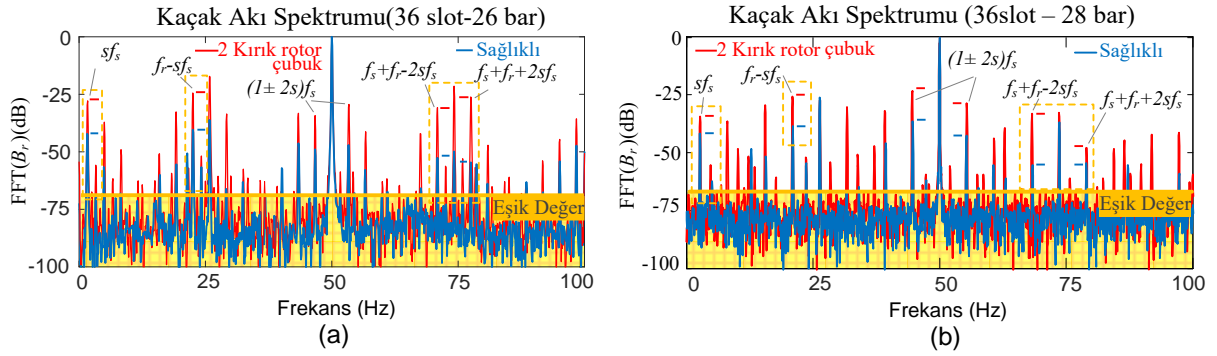 Kaçak Akı Spektrumu(36 slot-26 bar)
0
-25
-50
-75
-100
FFT(Br)(dB)
2 Kırık rotor
çubuk
Sağlıklı
sfs
fr-sfs
(1± 2s)fs
fs+fr-2sfs
fs+fr+2sfs
Eşik Değer
0
25
50
75
100
Frekans (Hz)
(a)
Kaçak Akı Spektrumu (36slot – 28 bar)
0
-25
-50
-75
-100
FFT(Br)(dB)
2 Kırık rotor
çubuk
Sağlıklı
sfs
fr-sfs
(1± 2s)fs
fs+fr-2sfs
fs+fr+2sfs
Eşik Değer
0
25
50
75
100
Frekans (Hz)
(b)